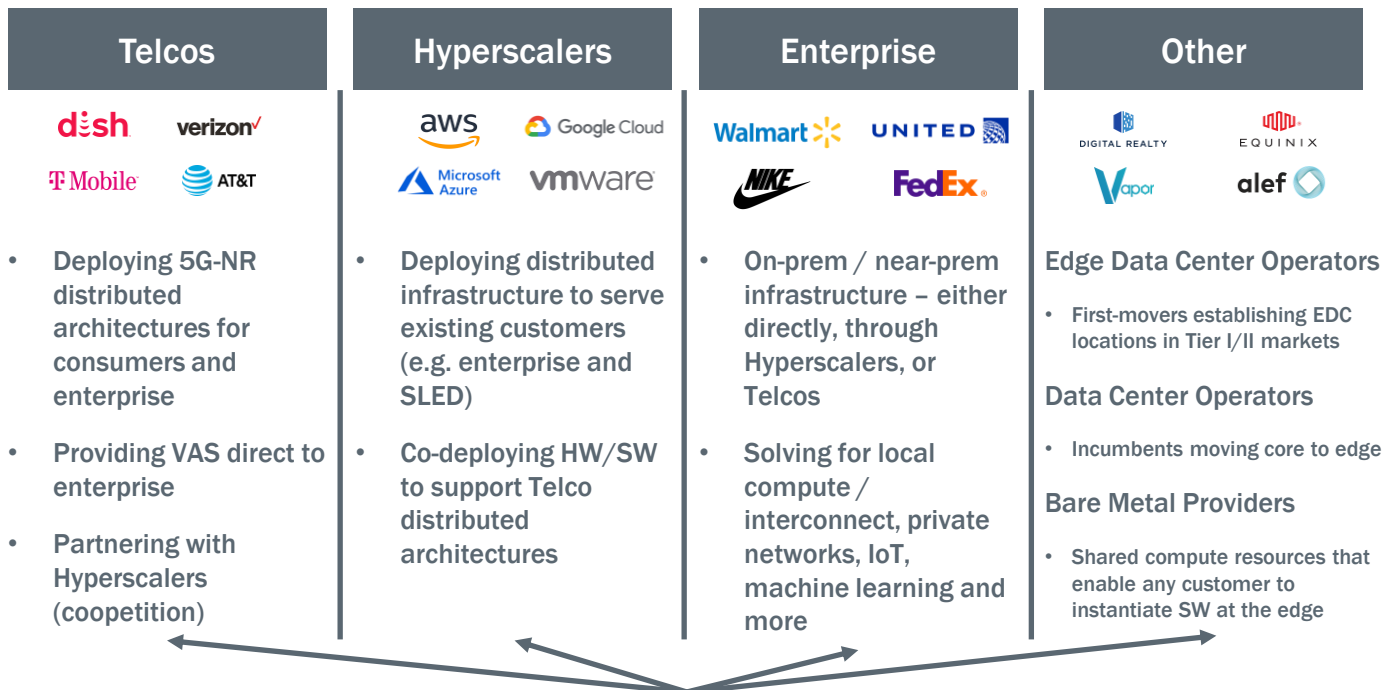 Telcos
dish
verizon
T Mobile
AT&T
• Deploying 5G-NR
distributed
architectures for
consumers and
enterprise
• Providing VAS direct to
enterprise
• Partnering with
Hyperscalers
(coopetition)
Hyperscalers
aws
Google Cloud
Microsoft
Azure
vmware
• Deploying distributed
infrastructure to serve
existing customers
(e.g. enterprise and
SLED)
• Co-deploying HW/SW
to support Telco
distributed
architectures
Enterprise
Walmart
UNITED
NIKE
FedEx®
• On-prem / near-prem
infrastructure – either
directly, through
Hyperscalers, or
Telcos
• Solving for local
compute /
interconnect, private
networks, IoT,
machine learning and
more
Other
DIGITAL REALTY
EQUINIX
Vapor
alef
Edge Data Center Operators
• First-movers establishing EDC
locations in Tier I/II markets
Data Center Operators
• Incumbents moving core to edge
Bare Metal Providers
• Shared compute resources that
enable any customer to
instantiate SW at the edge